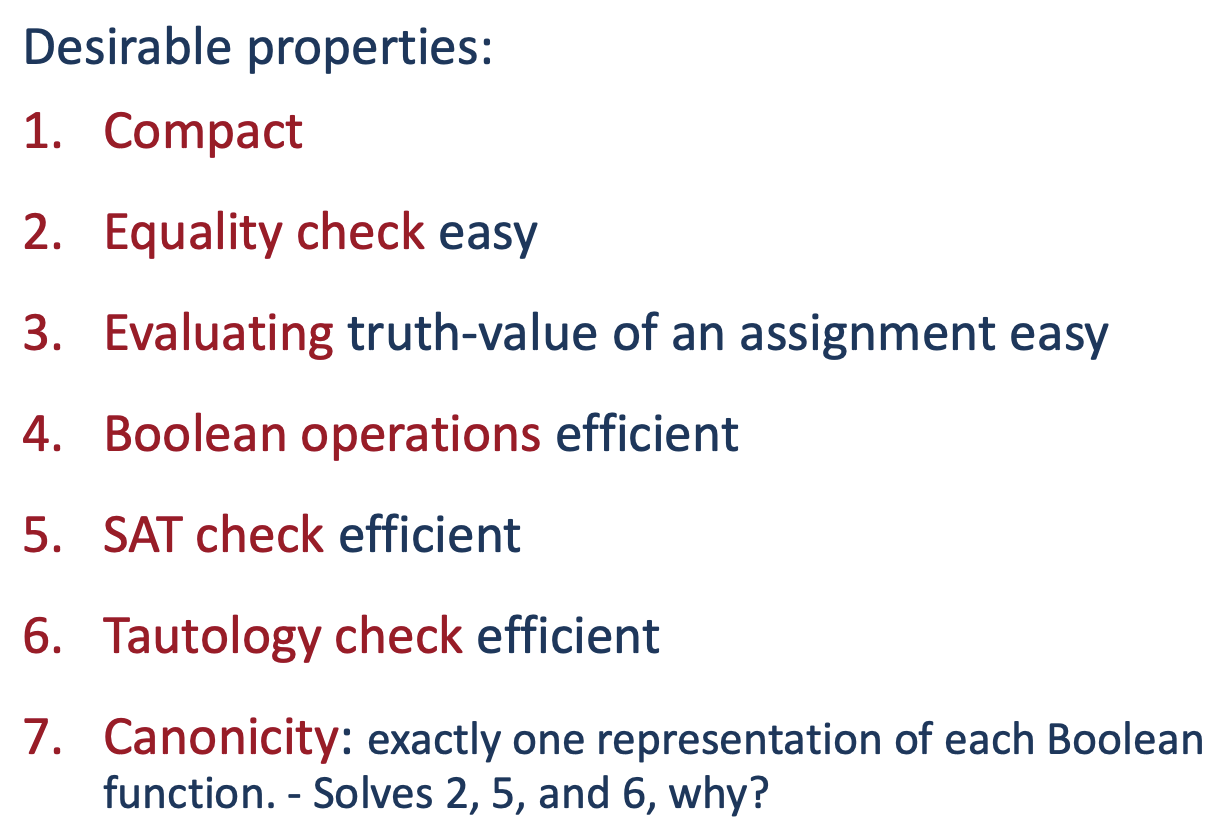 Desirable properties:
1. Compact
2. Equality check easy
3. Evaluating truth-value of an assignment easy
4. Boolean operations efficient
5. SAT check efficient
6. Tautology check efficient
7. Canonicity: exactly one representation of each Boolean
function. - Solves 2, 5, and 6, why?